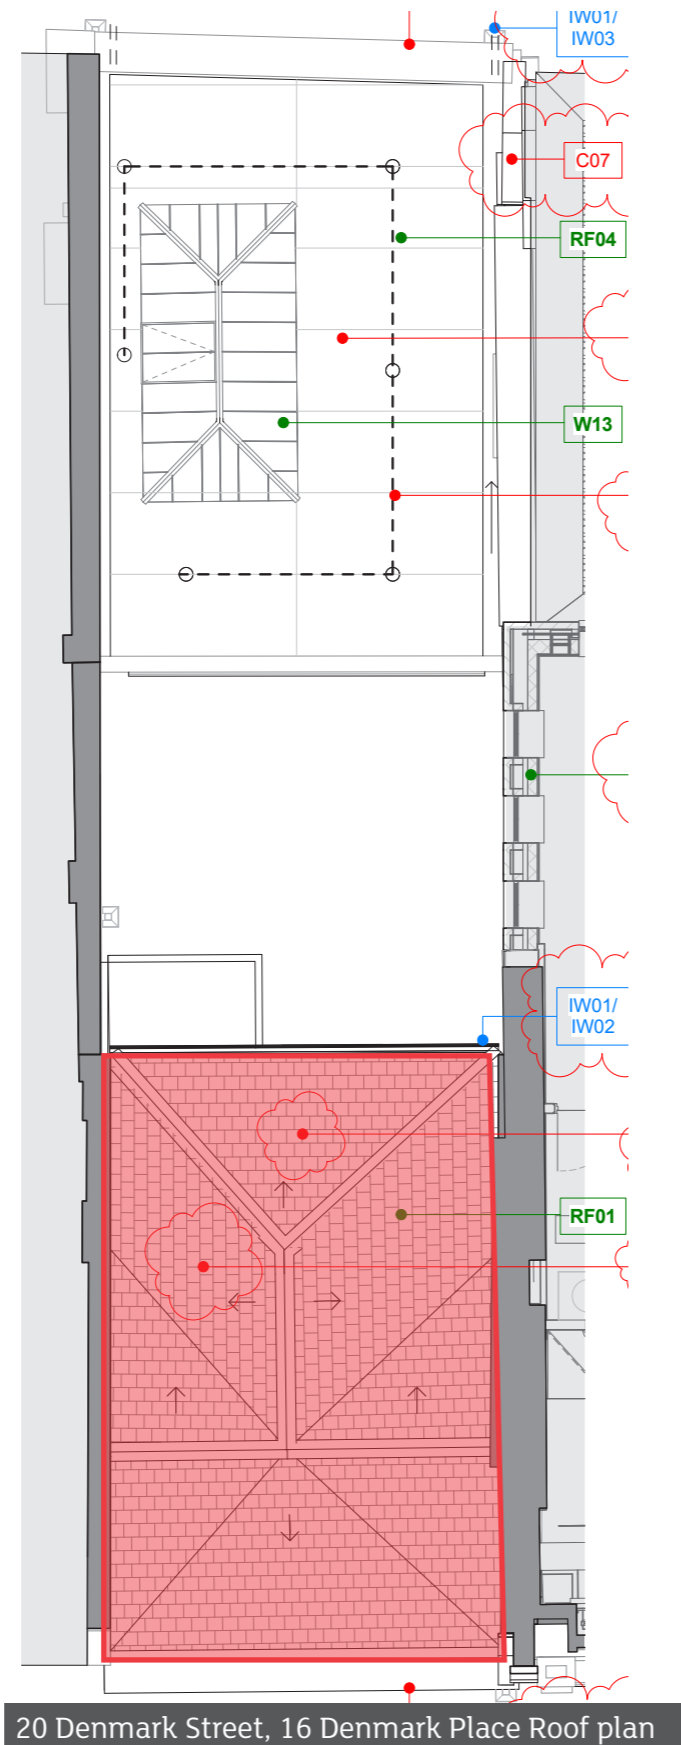 IW01/
IW03
C07
RF04
W13
IW01/
IW02
RF01
20 Denmark Street, 16 Denmark Place Roof plan